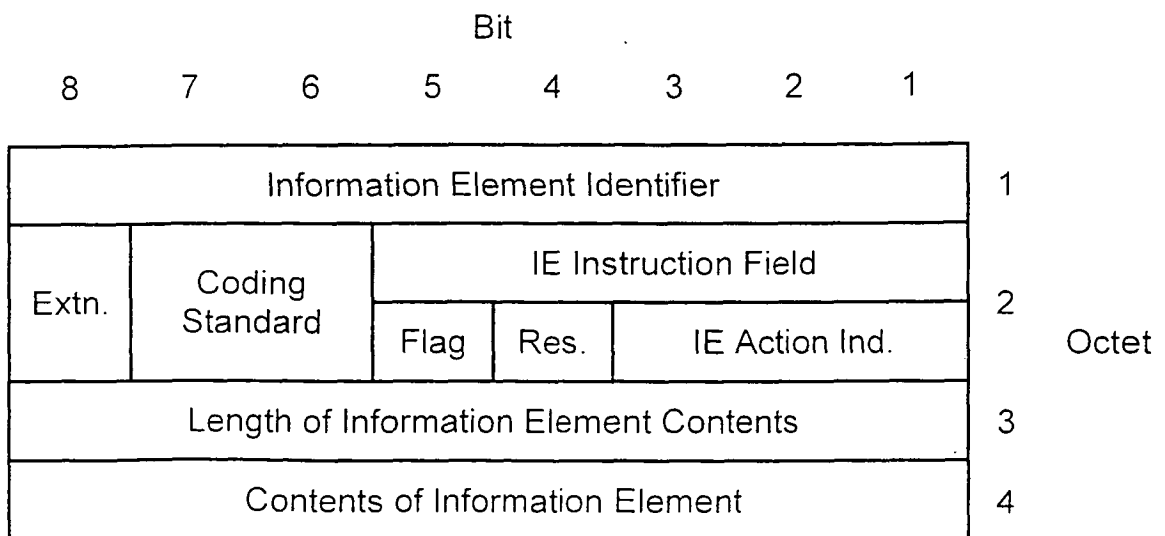 Bit
8 7 6 5 4 3 2 1
Information Element Identifier 1
Extn. Coding Standard IE Instruction Field 2
Flag Res. IE Action Ind. Octet
Length of Information Element Contents 3
Contents of Information Element 4